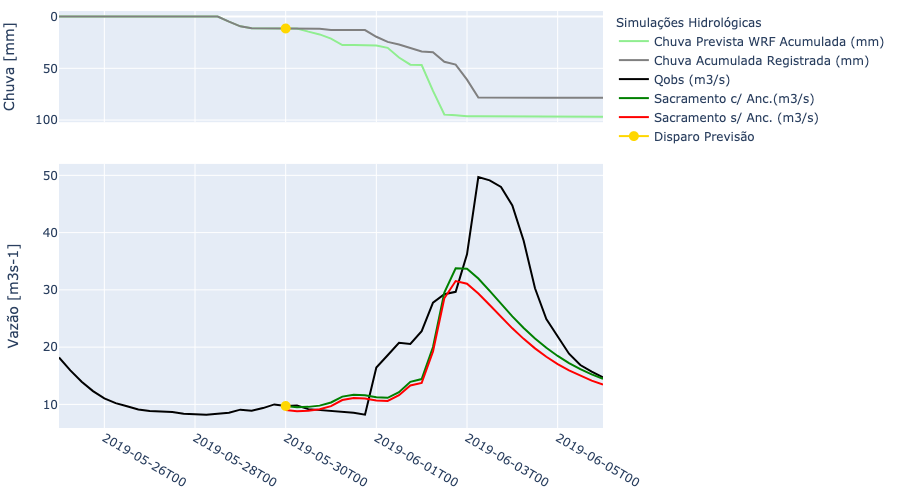 Simulações Hidrológicas
Chuva Prevista WRF Acumulada (mm)
Chuva Acumulada Registrada (mm)
Qobs (m3/s)
Sacramento c/ Anc.(m3/s)
Sacramento s/ Anc. (m3/s)
Disparo Previsão
Chuva [mm]
0
50
100
Vazão [m3s-1]
50
40
30
20
10
2019-05-26T00
2019-05-28T00
2019-05-30T00
2019-06-01T00
2019-06-03T00
2019-06-05T00